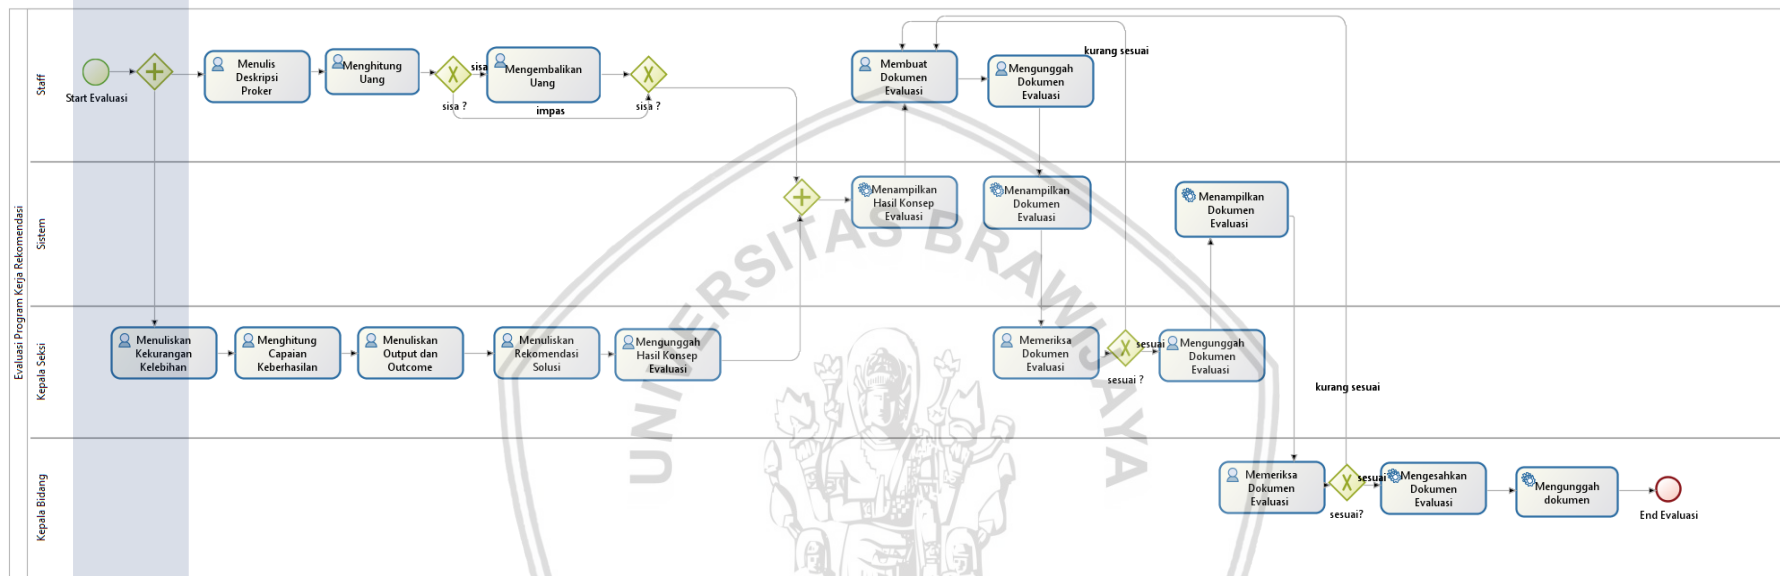 Evaluasi Program Kerja Rekomendasi
Staff
Start Evaluasi
Menulis
Deskripsi
Proker
Menghitung
Uang
sisa ?
sisa
Mengembalikan
Uang
impas
sisa ?
Membuat
Dokumen
Evaluasi
Mengunggah
Dokumen
Evaluasi
kurang sesuai
Sistem
Menampilkan
Hasil Konsep
Evaluasi
Menampilkan
Dokumen
Evaluasi
Menampilkan
Dokumen
Evaluasi
Kepala Seksi
Menuliskan
Kekurangan
Kelebihan
Menghitung
Capaian
Keberhasilan
Menuliskan
Output dan
Outcome
Menuliskan
Rekomendasi
Solusi
Mengunggah
Hasil Konsep
Evaluasi
Memeriksa
Dokumen
Evaluasi
sesuai ?
sesuai
Mengunggah
Dokumen
Evaluasi
kurang sesuai
Kepala Bidang
Memeriksa
Dokumen
Evaluasi
sesuai?
sesuai
Mengesahkan
Dokumen
Evaluasi
Mengunggah
dokumen
End Evaluasi
UNIVERSITAS BRAWIJAYA